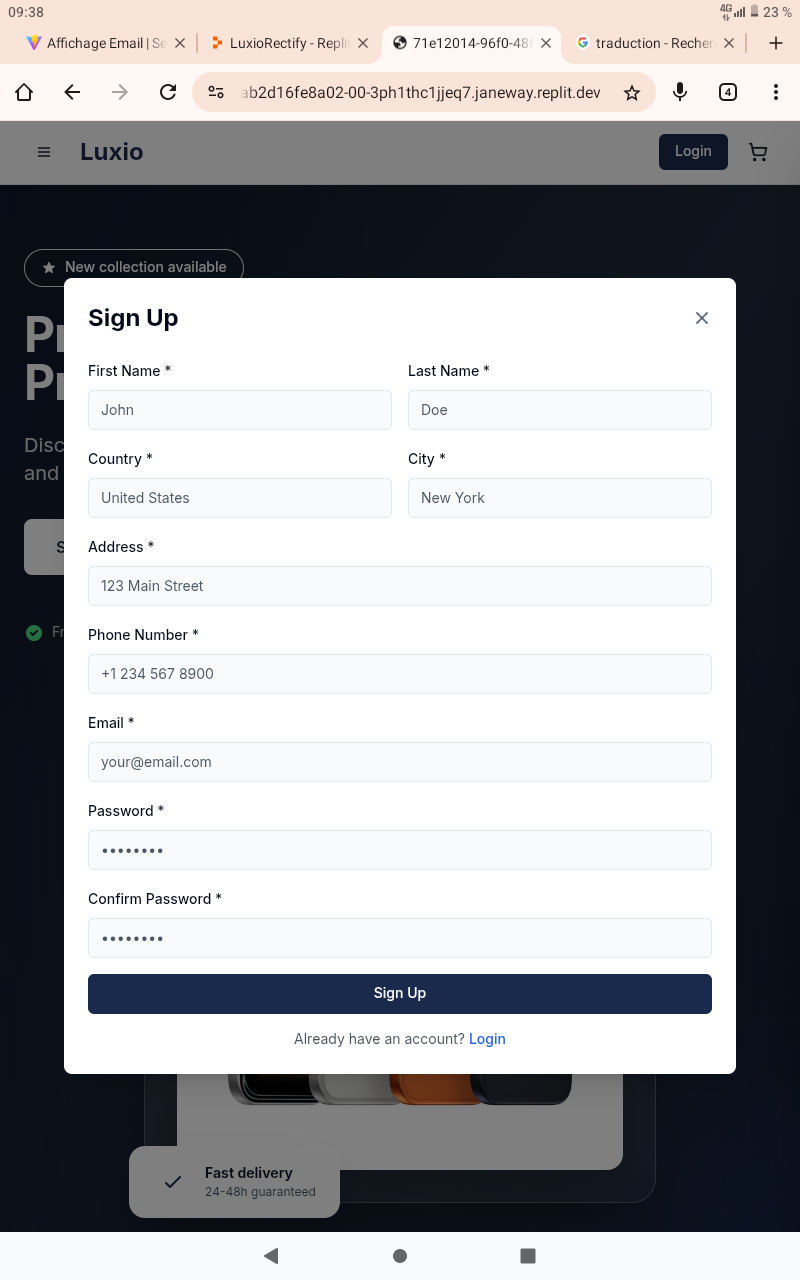 09:38
4G
23 %
Affichage Email | Se
LuxioRectify - Repli
71e12014-96f0-48f
traduction - Recher
ab2d16fe8a02-00-3ph1thc1jjeq7.janeway.replit.dev
4
Luxio
Login
New collection available
Pr
Pr
Disc
and
S
Fr
Sign Up
First Name *
Last Name *
John
Doe
Country *
City *
United States
New York
Address *
123 Main Street
Phone Number *
+1 234 567 8900
Email *
your@email.com
Password *
••••••••
Confirm Password *
••••••••
Sign Up
Already have an account? Login
Fast delivery
24-48h guaranteed